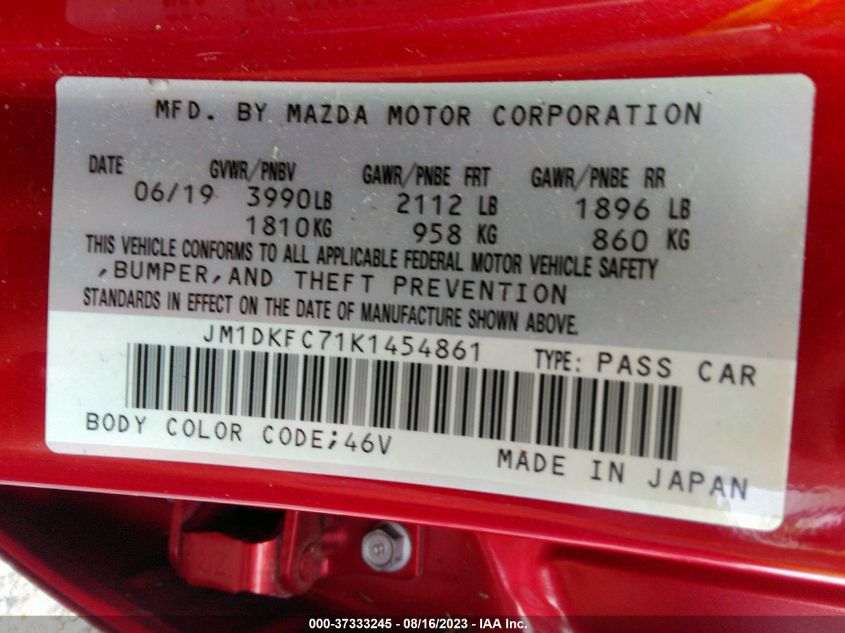 MFD. BY MAZDA MOTOR CORPORATION
DATE GVWR/PNBV GAWR/PNBE FRT GAWR/PNBE RR
06/19 3990LB 2112 LB 1896 LB
1810KG 958 KG 860 KG
THIS VEHICLE CONFORMS TO ALL APPLICABLE FEDERAL MOTOR VEHICLE SAFETY
,BUMPER,AND THEFT PREVENTION
STANDARDS IN EFFECT ON THE DATE OF MANUFACTURE SHOWN ABOVE.
JM1DKFC71K1454861 TYPE: PASS CAR
BODY COLOR CODE;46V
MADE IN JAPAN
000-37333245 - 08/16/2023 - IAA Inc.